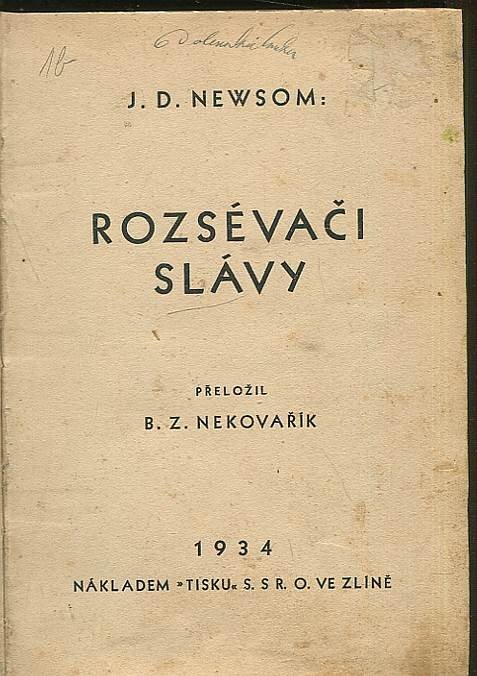 1b
J. D. NEWSOM:
ROZSÉVAČI
SLÁVY
PŘELOŽIL
B. Z. NEKOVAŘÍK
1934
NÁKLADEM »TISKU« S. S R. O. VE ZLÍNĚ